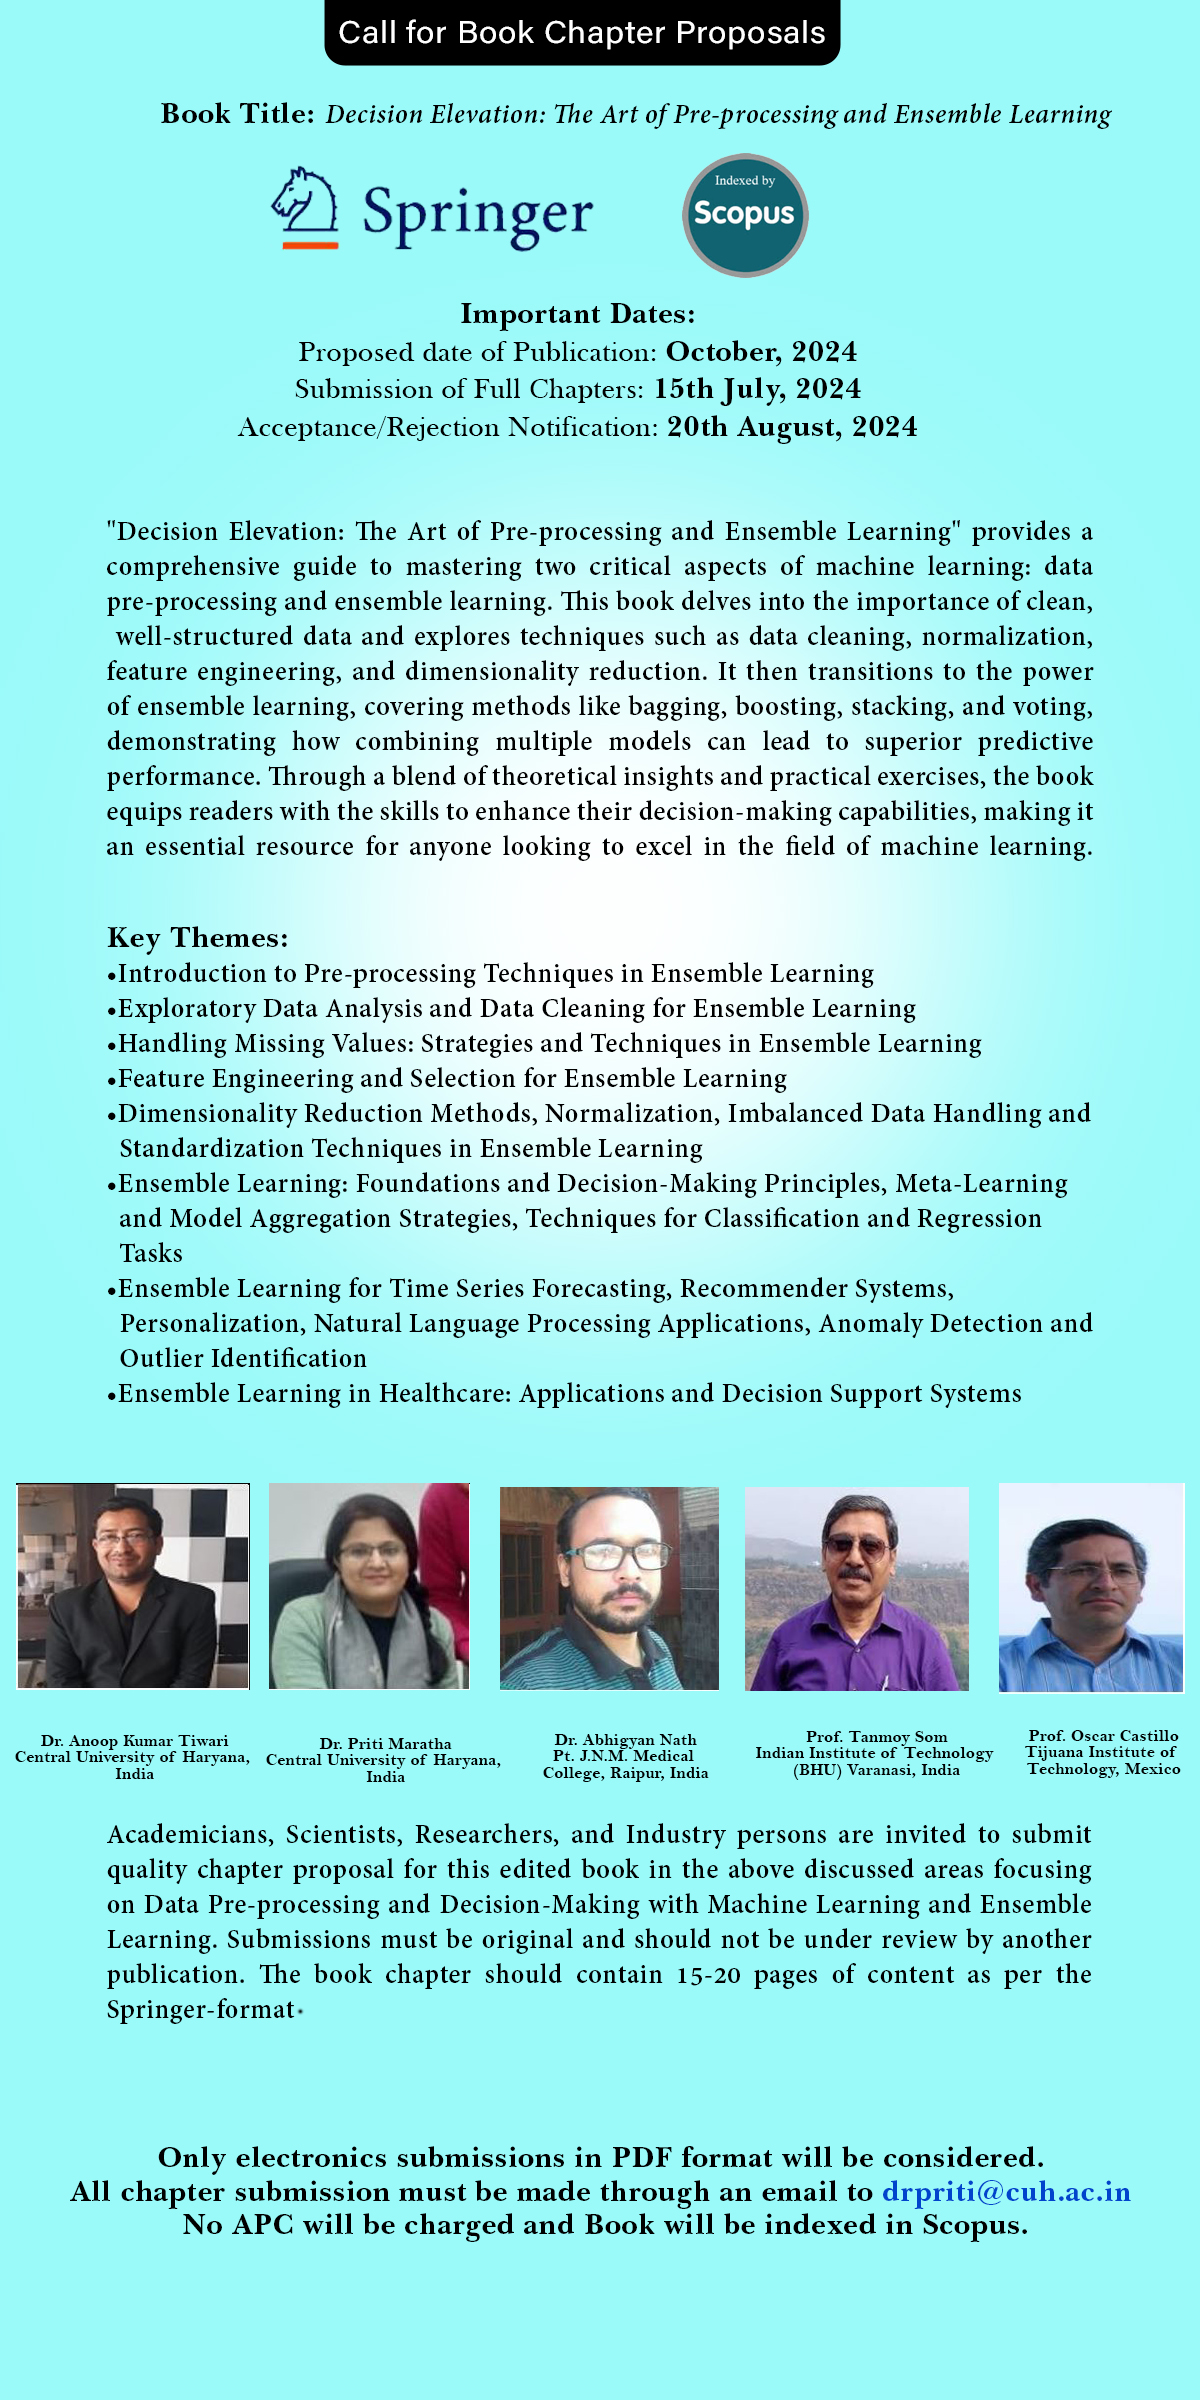 Call for Book Chapter Proposals
Book Title: Decision Elevation: The Art of Pre-processing and Ensemble Learning
Springer
Indexed by
Scopus
Important Dates:
Proposed date of Publication: October, 2024
Submission of Full Chapters: 15th July, 2024
Acceptance/Rejection Notification: 20th August, 2024
"Decision Elevation: The Art of Pre-processing and Ensemble Learning" provides a
comprehensive guide to mastering two critical aspects of machine learning: data
pre-processing and ensemble learning. This book delves into the importance of clean,
well-structured data and explores techniques such as data cleaning, normalization,
feature engineering, and dimensionality reduction. It then transitions to the power
of ensemble learning, covering methods like bagging, boosting, stacking, and voting,
demonstrating how combining multiple models can lead to superior predictive
performance. Through a blend of theoretical insights and practical exercises, the book
equips readers with the skills to enhance their decision-making capabilities, making it
an essential resource for anyone looking to excel in the field of machine learning.
Key Themes:
•Introduction to Pre-processing Techniques in Ensemble Learning
•Exploratory Data Analysis and Data Cleaning for Ensemble Learning
•Handling Missing Values: Strategies and Techniques in Ensemble Learning
•Feature Engineering and Selection for Ensemble Learning
•Dimensionality Reduction Methods, Normalization, Imbalanced Data Handling and
Standardization Techniques in Ensemble Learning
•Ensemble Learning: Foundations and Decision-Making Principles, Meta-Learning
and Model Aggregation Strategies, Techniques for Classification and Regression
Tasks
•Ensemble Learning for Time Series Forecasting, Recommender Systems,
Personalization, Natural Language Processing Applications, Anomaly Detection and
Outlier Identification
•Ensemble Learning in Healthcare: Applications and Decision Support Systems
Dr. Anoop Kumar Tiwari
Central University of Haryana,
India
Dr. Priti Maratha
Central University of Haryana,
India
Dr. Abhigyan Nath
Pt. J.N.M. Medical
College, Raipur, India
Prof. Tanmoy Som
Indian Institute of Technology
(BHU) Varanasi, India
Prof. Oscar Castillo
Tijuana Institute of
Technology, Mexico
Academicians, Scientists, Researchers, and Industry persons are invited to submit
quality chapter proposal for this edited book in the above discussed areas focusing
on Data Pre-processing and Decision-Making with Machine Learning and Ensemble
Learning. Submissions must be original and should not be under review by another
publication. The book chapter should contain 15-20 pages of content as per the
Springer-format.
Only electronics submissions in PDF format will be considered.
All chapter submission must be made through an email to drpriti@cuh.ac.in
No APC will be charged and Book will be indexed in Scopus.